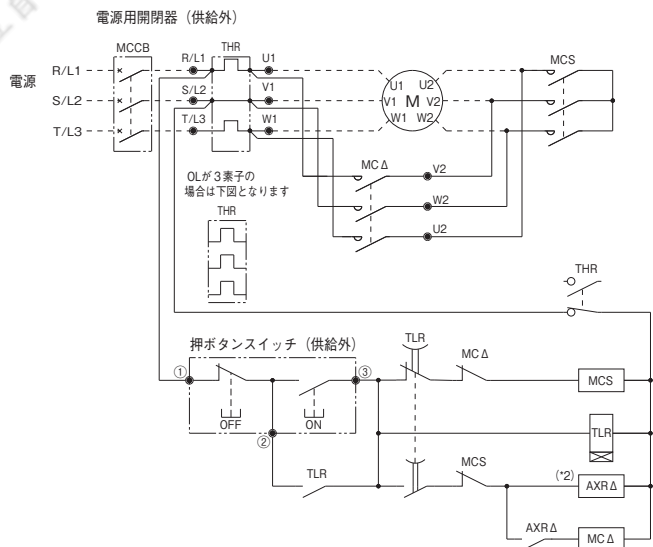 電源用開閉器（供給外）
MCCB
THR
MCS
電源
R/L1
R/L1
U1
S/L2
S/L2
V1
T/L3
T/L3
W1
U1
U2
V1
M
V2
W1
W2
OLが3素子の
場合は下図となります
THR
MCΔ
V2
W2
U2
THR
押ボタンスイッチ（供給外）
TLR
MCΔ
①
③
MCS
OFF
ON
②
TLR
TLR
MCS
(*2)
AXRΔ
AXRΔ
MCΔ